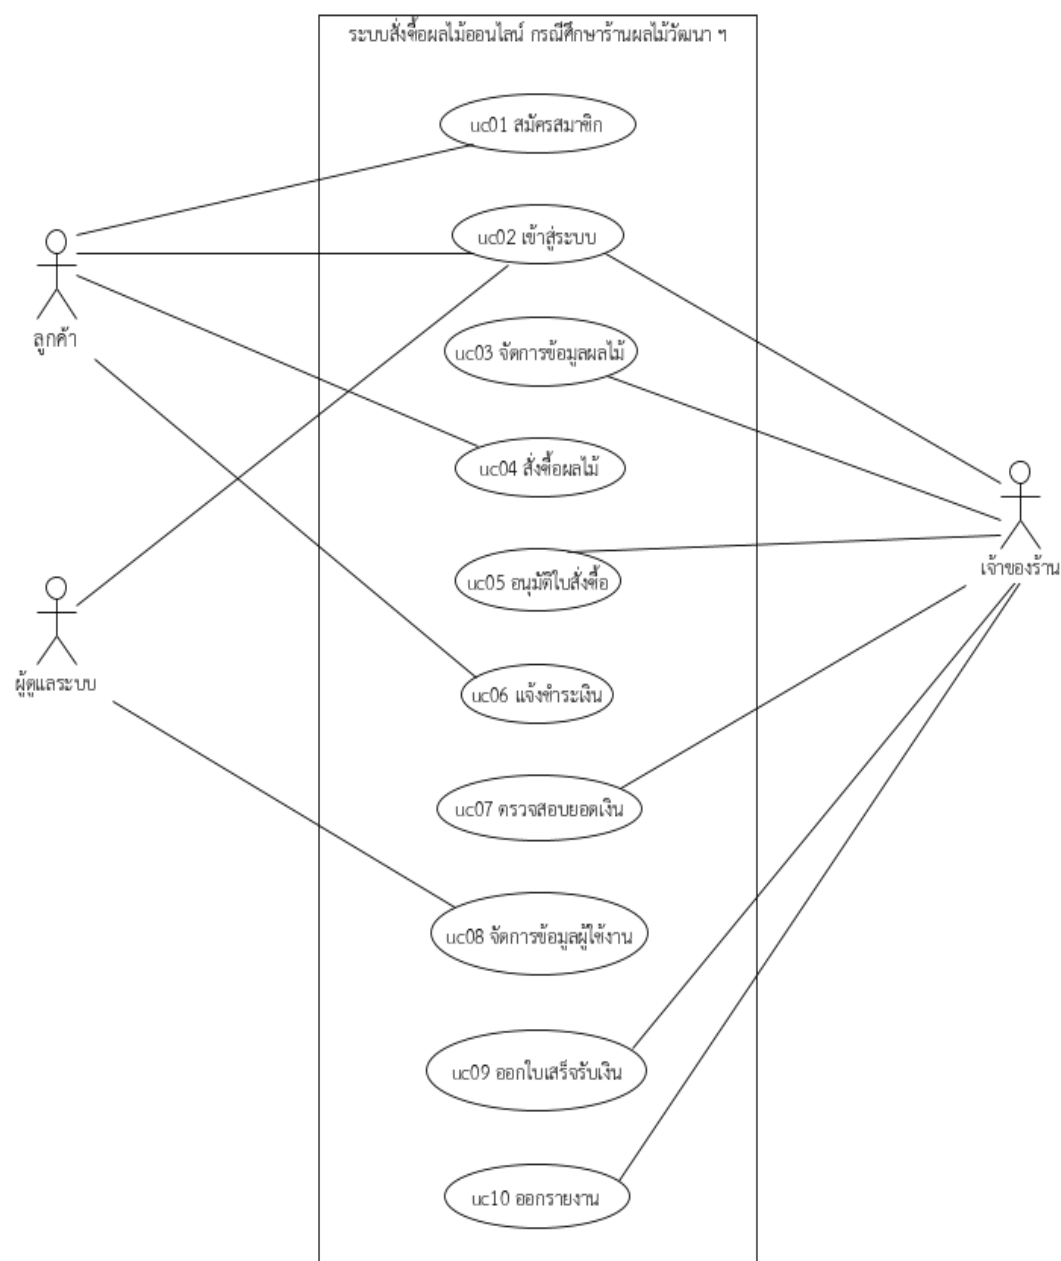 ระบบสั่งซื้อผลไม้ออนไลน์ กรณีศึกษาร้านผลไม้วัฒนา ฯ
uc01 สมัครสมาชิก
uc02 เข้าสู่ระบบ
ลูกค้า
uc03 จัดการข้อมูลผลไม้
uc04 สั่งซื้อผลไม้
เจ้าของร้าน
uc05 อนุมัติใบสั่งซื้อ
ผู้ดูแลระบบ
uc06 แจ้งชำระเงิน
uc07 ตรวจสอบยอดเงิน
uc08 จัดการข้อมูลผู้ใช้งาน
uc09 ออกใบเสร็จรับเงิน
uc10 ออกรายงาน